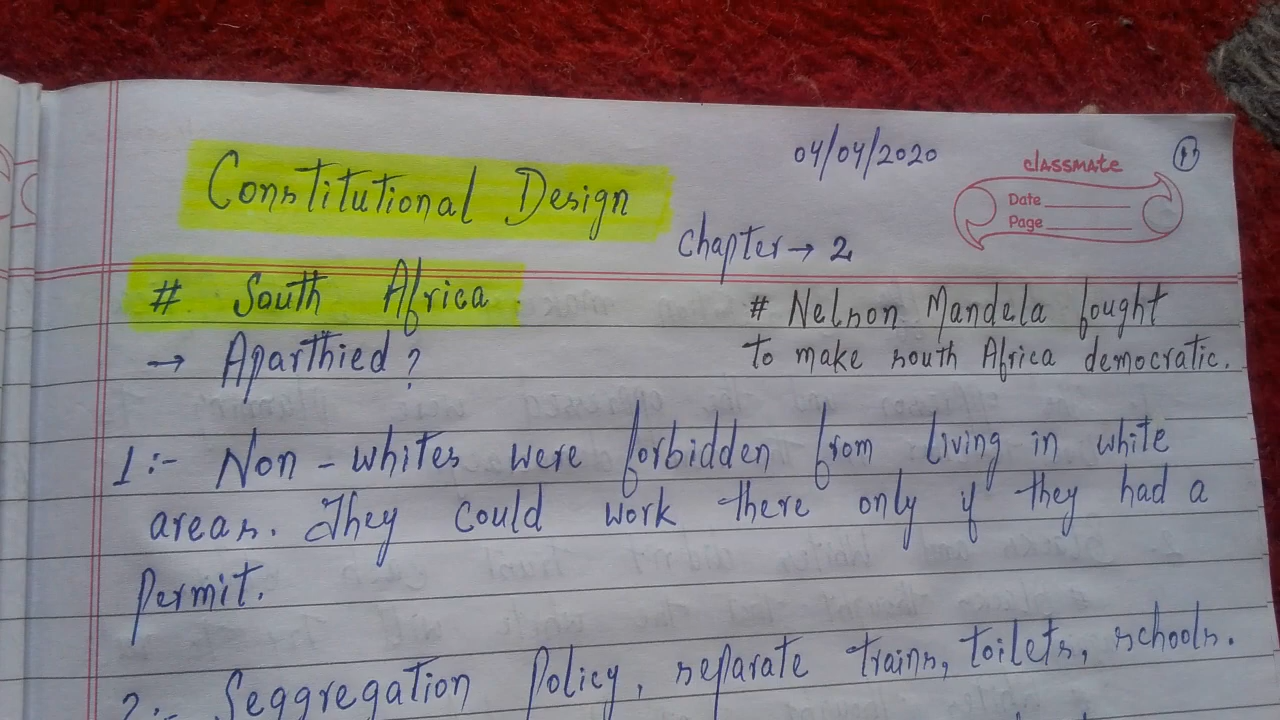 04/04/2020
1
classmate
Date
Page
Constitutional Design
Chapter → 2
# South Africa
# Nelson Mandela fought
to make south Africa democratic.
→ Aparthied?
1:- Non-whites were forbidden from living in white
areas. They could work there only if they had a
permit.
2:- Seggregation Policy, separate trains, toilets, schools.